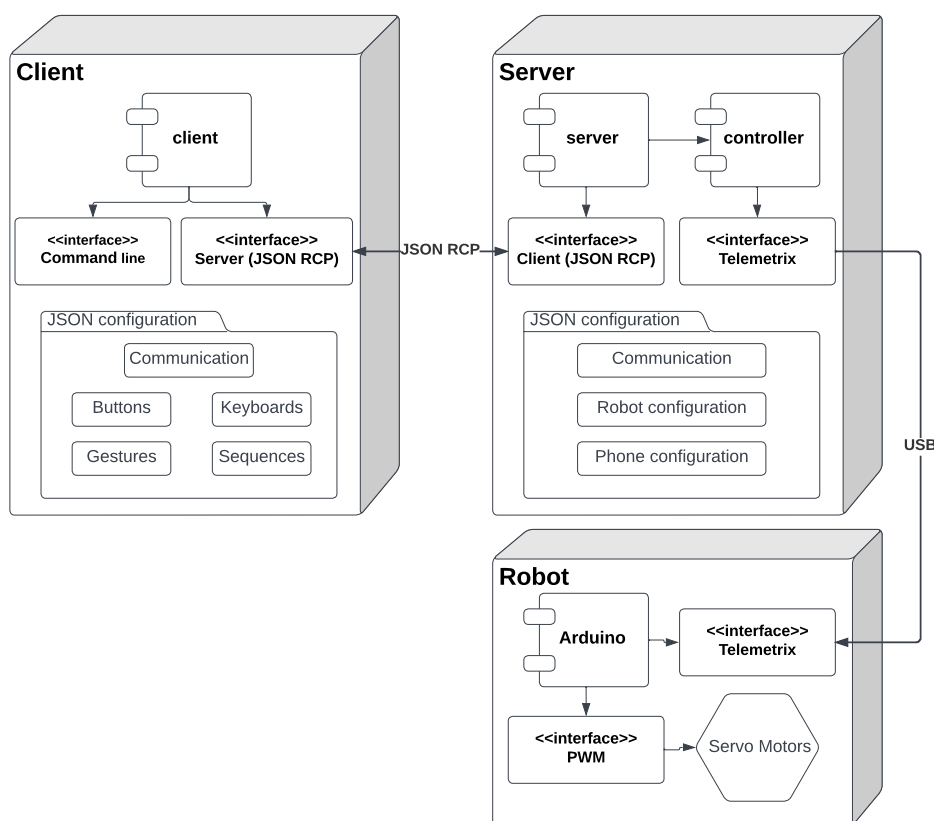 Client
client
<<interface>>
Command line
<<interface>>
Server (JSON RCP)
JSON configuration
Communication
Buttons
Keyboards
Gestures
Sequences
JSON RCP
Server
server
controller
<<interface>>
Client (JSON RCP)
<<interface>>
Telemetrix
JSON configuration
Communication
Robot configuration
Phone configuration
USB
Robot
Arduino
<<interface>>
Telemetrix
<<interface>>
PWM
Servo Motors